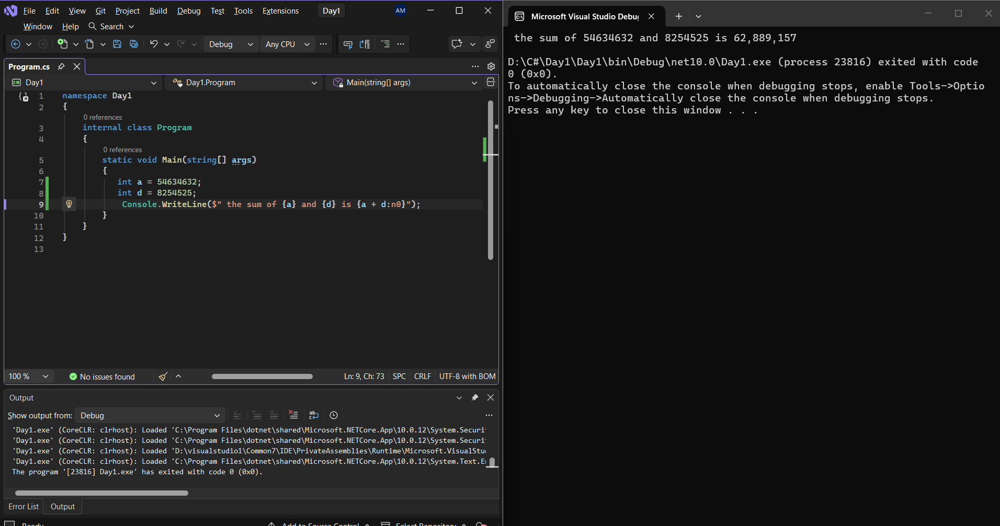 File Edit View Git Project Build Debug Test Tools Extensions Day1 AM
Window Help Search
Debug Any CPU
Program.cs
Day1 Day1.Program Main(string[] args)
1 namespace Day1
2 {
0 references
3 internal class Program
4 {
0 references
5 static void Main(string[] args)
6 {
7 int a = 54634632;
8 int d = 8254525;
9 Console.WriteLine($" the sum of {a} and {d} is {a + d:n0}");
10 }
11 }
12 }
13
100 % No issues found Ln: 9, Ch: 73 SPC CRLF UTF-8 with BOM
Output
Show output from: Debug
'Day1.exe' (CoreCLR: clrhost): Loaded 'C:\Program Files\dotnet\shared\Microsoft.NETCore.App\10.0.12\System.Securi
'Day1.exe' (CoreCLR: clrhost): Loaded 'C:\Program Files\dotnet\shared\Microsoft.NETCore.App\10.0.12\System.Securi
'Day1.exe' (CoreCLR: clrhost): Loaded 'D:\visualstudio1\Common7\IDE\PrivateAssemblies\Runtime\Microsoft.VisualStu
'Day1.exe' (CoreCLR: clrhost): Loaded 'C:\Program Files\dotnet\shared\Microsoft.NETCore.App\10.0.12\System.Text.E
The program '[23816] Day1.exe' has exited with code 0 (0x0).
Error List Output
Ready Add to Source Control Select Repository
Microsoft Visual Studio Debu
the sum of 54634632 and 8254525 is 62,889,157
D:\C#\Day1\Day1\bin\Debug\net10.0\Day1.exe (process 23816) exited with code
0 (0x0).
To automatically close the console when debugging stops, enable Tools->Optio
ns->Debugging->Automatically close the console when debugging stops.
Press any key to close this window . . .